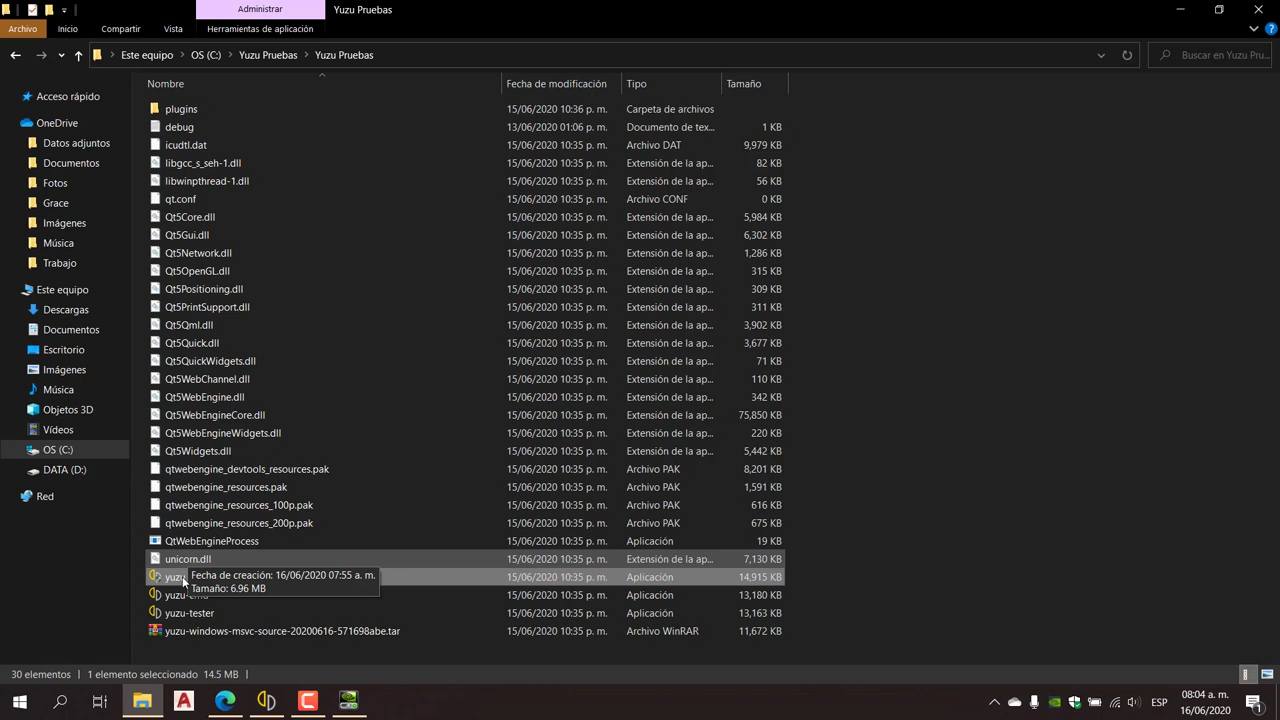 Administrar
Yuzu Pruebas
Archivo
Inicio
Compartir
Vista
Herramientas de aplicación
Este equipo
OS (C:)
Yuzu Pruebas
Yuzu Pruebas
Buscar en Yuzu Pru...
Nombre
Fecha de modificación
Tipo
Tamaño
Acceso rápido
OneDrive
Datos adjuntos
Documentos
Fotos
Grace
Imágenes
Música
Trabajo
Este equipo
Descargas
Documentos
Escritorio
Imágenes
Música
Objetos 3D
Vídeos
OS (C:)
DATA (D:)
Red
plugins 15/06/2020 10:36 p. m. Carpeta de archivos
debug 13/06/2020 01:06 p. m. Documento de tex... 1 KB
icudtl.dat 15/06/2020 10:35 p. m. Archivo DAT 9,979 KB
libgcc_s_seh-1.dll 15/06/2020 10:35 p. m. Extensión de la ap... 82 KB
libwinpthread-1.dll 15/06/2020 10:35 p. m. Extensión de la ap... 56 KB
qt.conf 15/06/2020 10:35 p. m. Archivo CONF 0 KB
Qt5Core.dll 15/06/2020 10:35 p. m. Extensión de la ap... 5,984 KB
Qt5Gui.dll 15/06/2020 10:35 p. m. Extensión de la ap... 6,302 KB
Qt5Network.dll 15/06/2020 10:35 p. m. Extensión de la ap... 1,286 KB
Qt5OpenGL.dll 15/06/2020 10:35 p. m. Extensión de la ap... 315 KB
Qt5Positioning.dll 15/06/2020 10:35 p. m. Extensión de la ap... 309 KB
Qt5PrintSupport.dll 15/06/2020 10:35 p. m. Extensión de la ap... 311 KB
Qt5Qml.dll 15/06/2020 10:35 p. m. Extensión de la ap... 3,902 KB
Qt5Quick.dll 15/06/2020 10:35 p. m. Extensión de la ap... 3,677 KB
Qt5QuickWidgets.dll 15/06/2020 10:35 p. m. Extensión de la ap... 71 KB
Qt5WebChannel.dll 15/06/2020 10:35 p. m. Extensión de la ap... 110 KB
Qt5WebEngine.dll 15/06/2020 10:35 p. m. Extensión de la ap... 342 KB
Qt5WebEngineCore.dll 15/06/2020 10:35 p. m. Extensión de la ap... 75,850 KB
Qt5WebEngineWidgets.dll 15/06/2020 10:35 p. m. Extensión de la ap... 220 KB
Qt5Widgets.dll 15/06/2020 10:35 p. m. Extensión de la ap... 5,442 KB
qtwebengine_devtools_resources.pak 15/06/2020 10:35 p. m. Archivo PAK 8,201 KB
qtwebengine_resources.pak 15/06/2020 10:35 p. m. Archivo PAK 1,591 KB
qtwebengine_resources_100p.pak 15/06/2020 10:35 p. m. Archivo PAK 616 KB
qtwebengine_resources_200p.pak 15/06/2020 10:35 p. m. Archivo PAK 675 KB
QtWebEngineProcess 15/06/2020 10:35 p. m. Aplicación 19 KB
unicorn.dll 15/06/2020 10:35 p. m. Extensión de la ap... 7,130 KB
yuzu 15/06/2020 10:35 p. m. Aplicación 14,915 KB
Fecha de creación: 16/06/2020 07:55 a. m.
Tamaño: 6.96 MB
yuzu-cmd 15/06/2020 10:35 p. m. Aplicación 13,180 KB
yuzu-tester 15/06/2020 10:35 p. m. Aplicación 13,163 KB
yuzu-windows-msvc-source-20200616-571698abe.tar 15/06/2020 10:35 p. m. Archivo WinRAR 11,672 KB
30 elementos
1 elemento seleccionado 14.5 MB
ESP
08:04 a. m.
16/06/2020
1